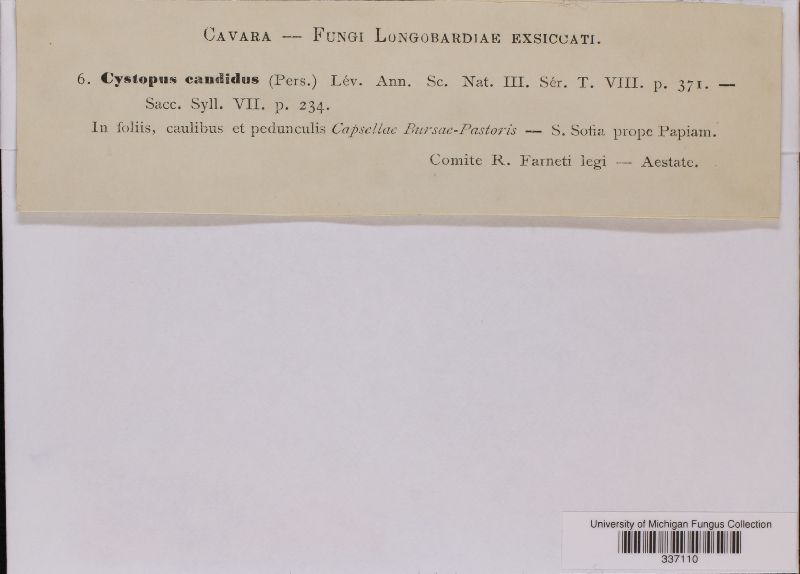 Cavara — Fungi Longobardiae exsiccati.
6. Cystopus candidus (Pers.) Lév. Ann. Sc. Nat. III. Sér. T. VIII. p. 371. —
Sacc. Syll. VII. p. 234.
In foliis, caulibus et pedunculis Capsellae Bursae-Pastoris — S. Sofia prope Papiam.
Comite R. Farneti legi — Aestate.
University of Michigan Fungus Collection
337110